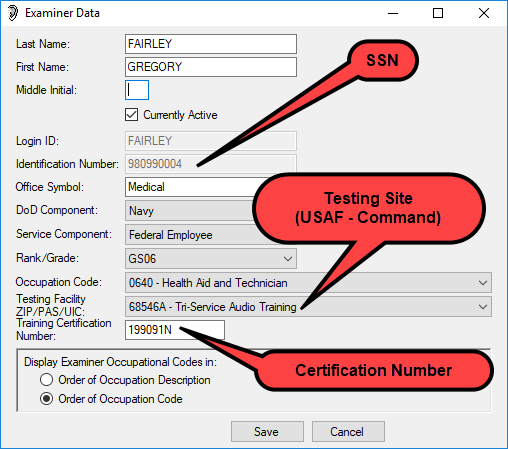 Examiner Data
Last Name: FAIRLEY
First Name: GREGORY
Middle Initial:
Currently Active
Login ID: FAIRLEY
Identification Number: 980990004
Office Symbol: Medical
DoD Component: Navy
Service Component: Federal Employee
Rank/Grade: GS06
Occupation Code: 0640 - Health Aid and Technician
Testing Facility
ZIP/PAS/UIC: 68546A - Tri-Service Audio Training
Training Certification
Number: 199091N
Display Examiner Occupational Codes in:
Order of Occupation Description
Order of Occupation Code
Save Cancel
SSN
Testing Site
(USAF - Command)
Certification Number